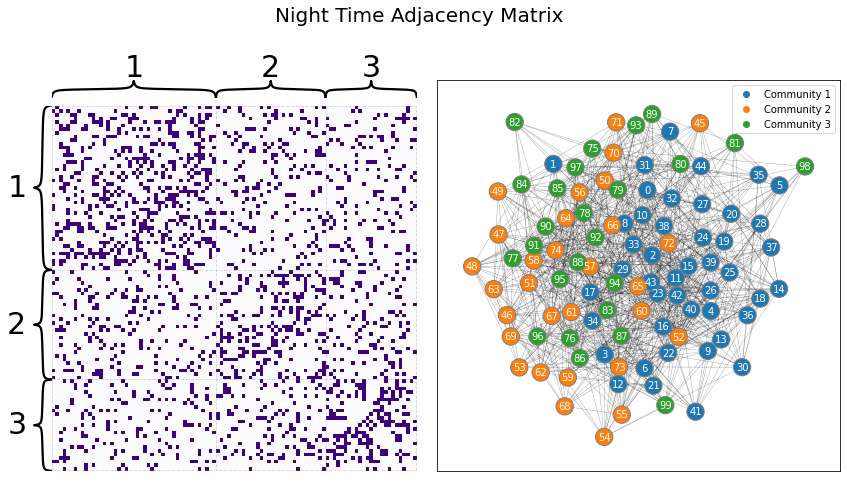 Night Time Adjacency Matrix
1 2 3
1
2
3
Community 1
Community 2
Community 3
89
82 71 93 45
7
81
75 70
1 97 31 80 44 98
35
50
84 85 79 5
49 56 0
32 27
64 78 10 20
90 66 8 38 28
47 92 24
91 33 72 19 37
74 2
77 58 88 39
48 57 29 15 25
95 11
51 94 43
63 17 65 23 42 26 14
18
83 60 40 4
46 67 61 36
34 16
69 96 76 87 52 13
86 3 22 9
53 62 73 6 30
59 12 21
68 99
55 41
54